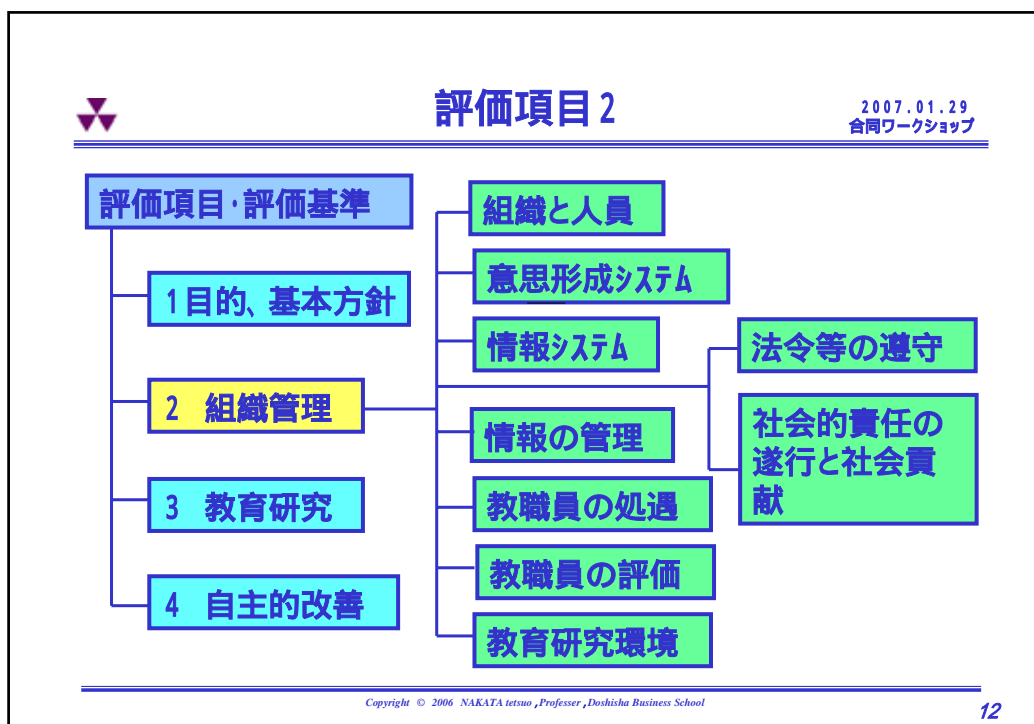 評価項目2
2007.01.29
合同ワークショップ
評価項目・評価基準
1目的、基本方針
2 組織管理
3 教育研究
4 自主的改善
組織と人員
意思形成システム
情報システム
情報の管理
教職員の処遇
教職員の評価
教育研究環境
法令等の遵守
社会的責任の
遂行と社会貢
献
Copyright © 2006 NAKATA tetsuo,Professer,Doshisha Business School
12